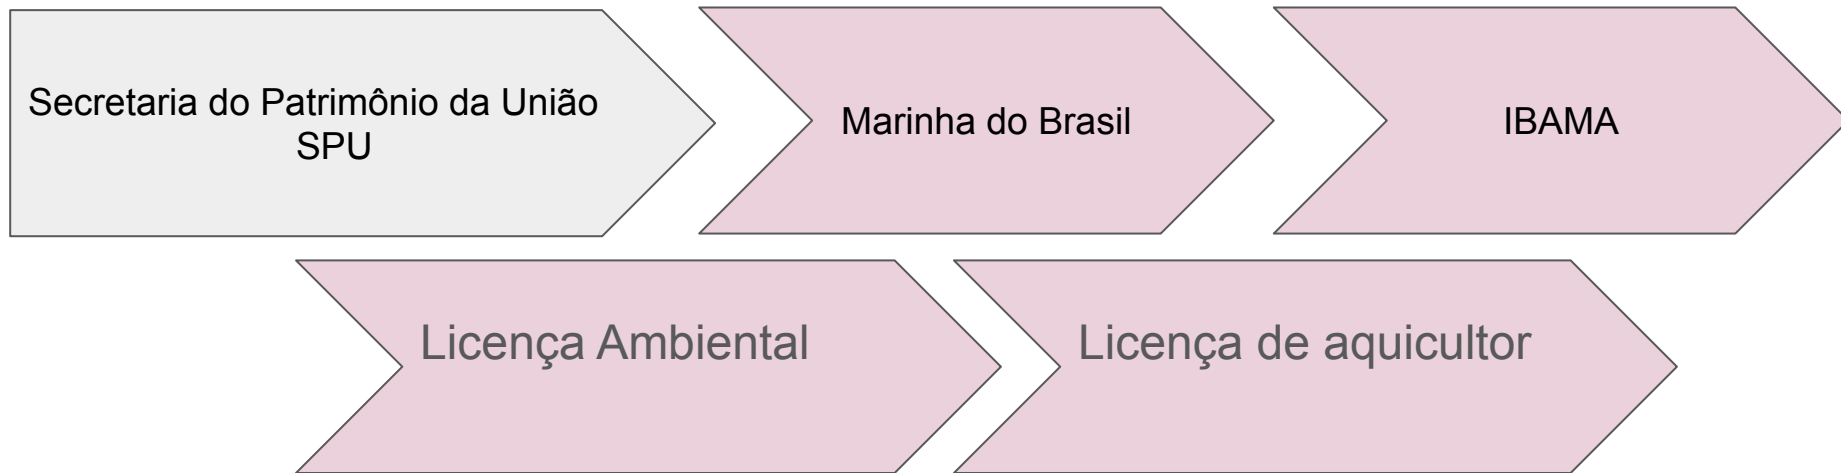 Secretaria do Patrimônio da União
SPU
Marinha do Brasil
IBAMA
Licença Ambiental
Licença de aquicultor